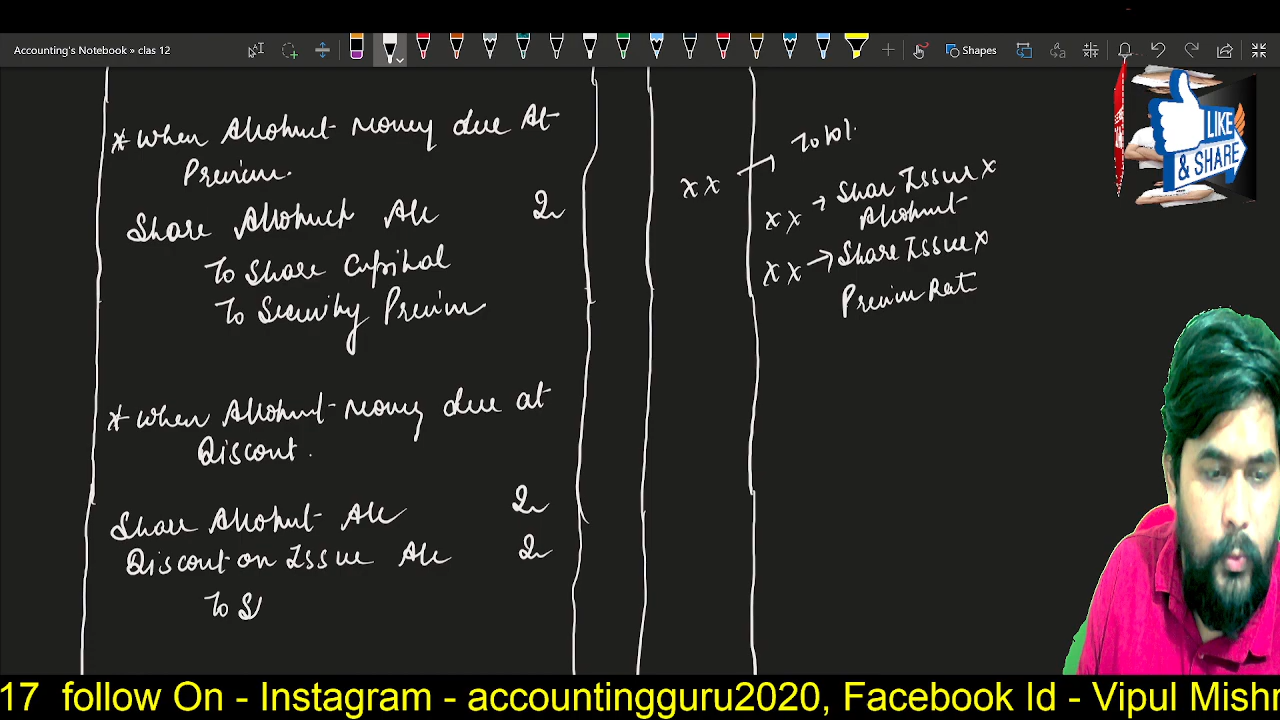 Accounting's Notebook » clas 12
Shapes
* When Allotment Money due At
Premium.
Share Allotment A/c Dr
To Share Capital
To Security Premium
xx → Total.
xx → Share Issue x
Allotment
xx → Share Issue x
Premium Rate
* When Allotment Money due at
Discount.
Share Allotment A/c Dr
Discount on Issue A/c Dr
To S
LIKE
& SHARE
17 follow On - Instagram - accountingguru2020, Facebook Id - Vipul Mishr